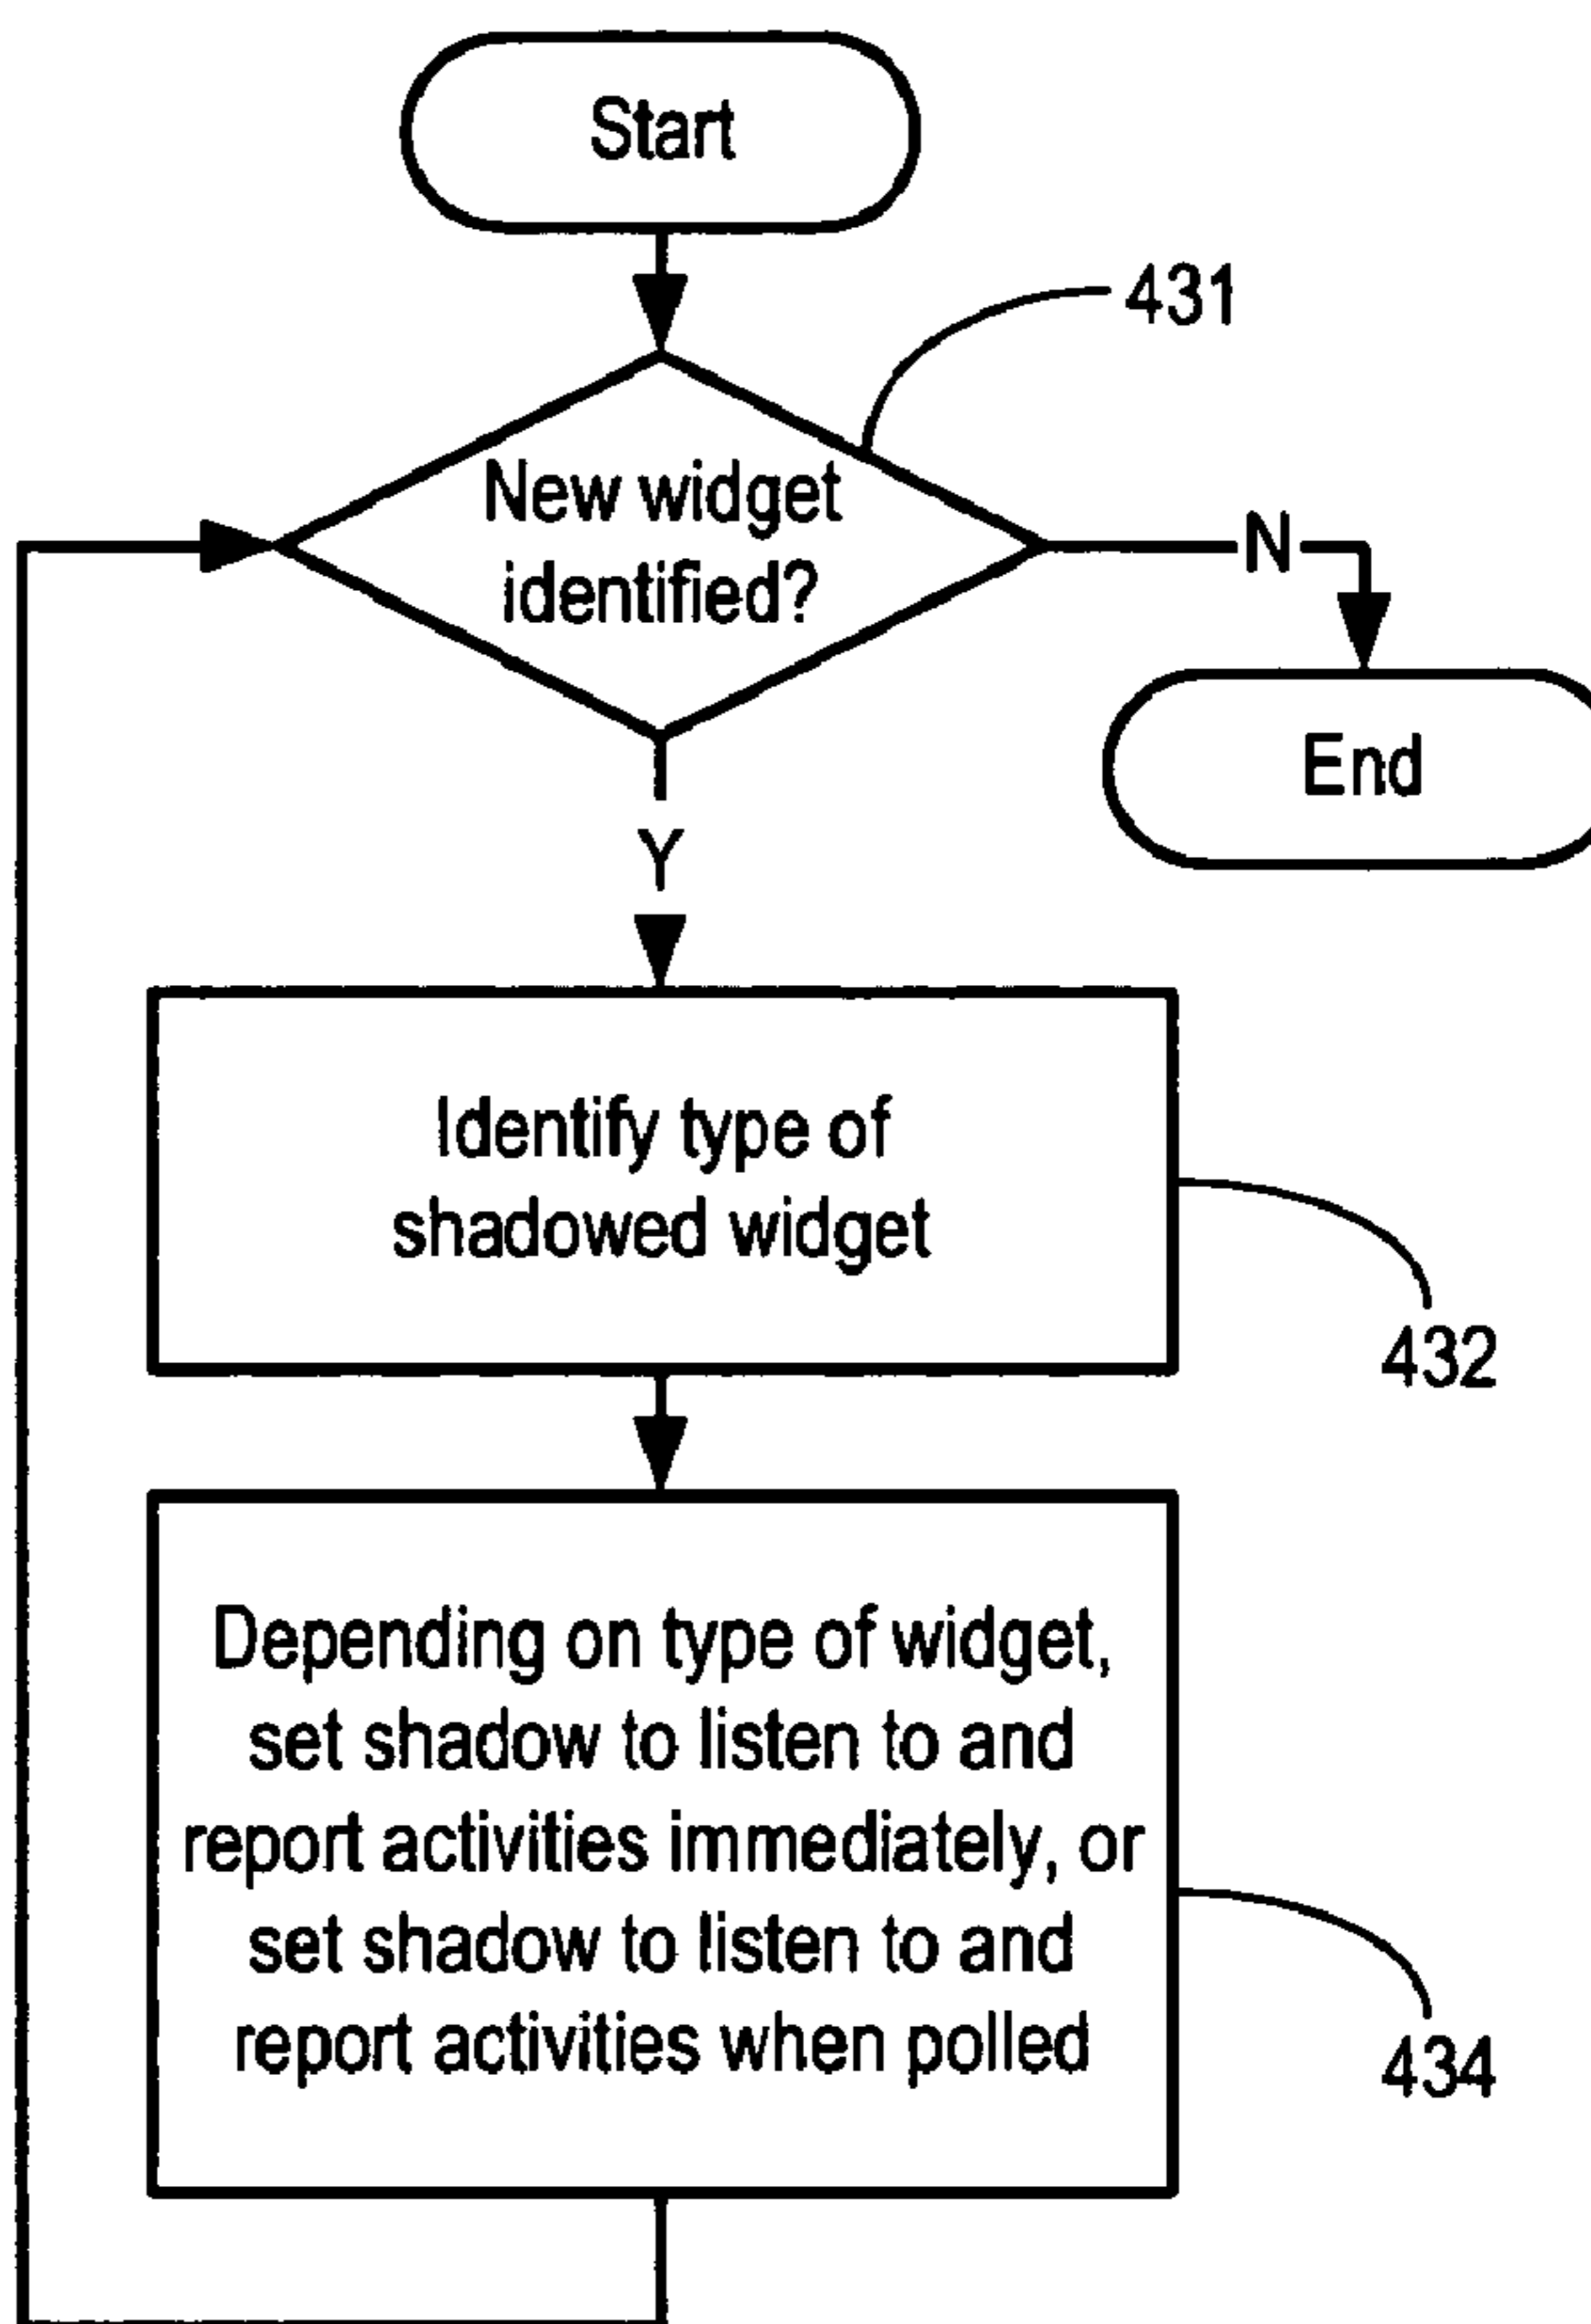 Start
431
New widget
identified?
N
End
Y
Identify type of
shadowed widget
432
Depending on type of widget,
set shadow to listen to and
report activities immediately, or
set shadow to listen to and
report activities when polled
434